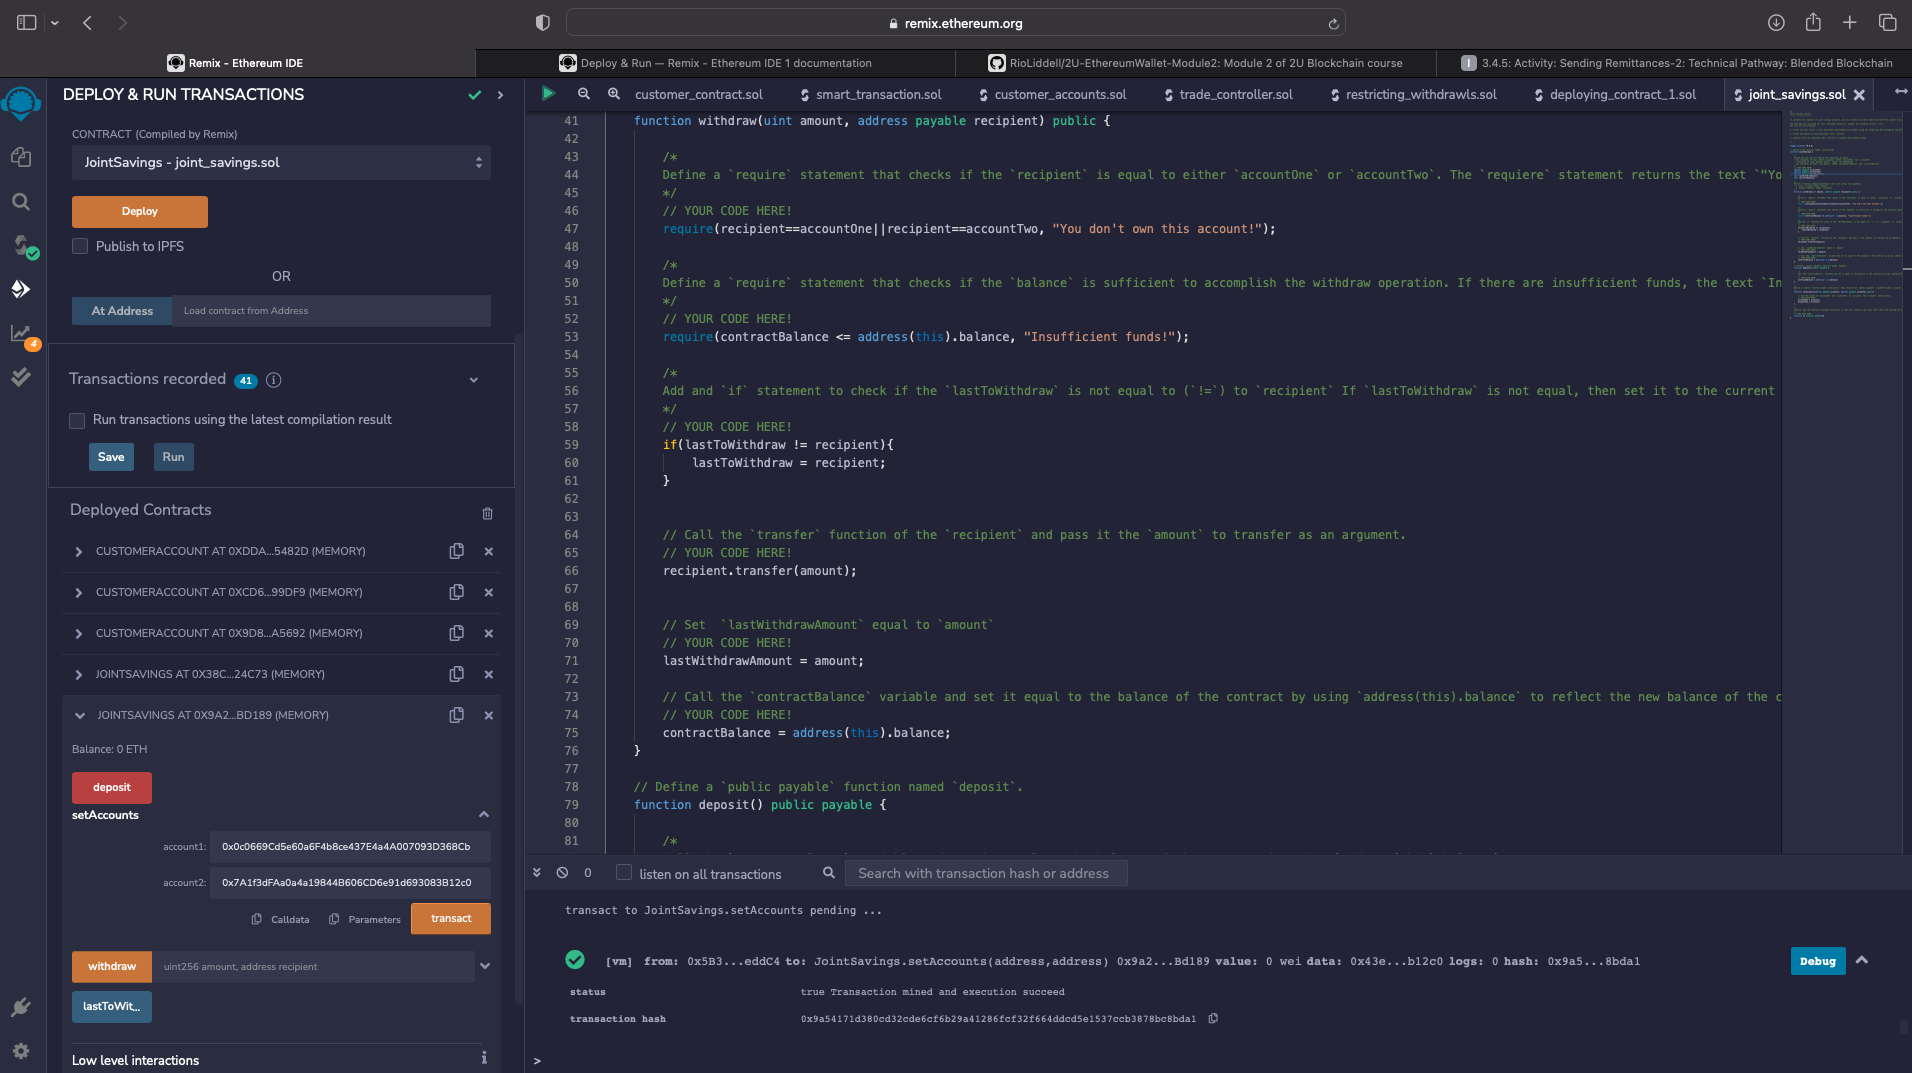 remix.ethereum.org
Remix - Ethereum IDE
Deploy & Run — Remix - Ethereum IDE 1 documentation
RioLiddell/2U-EthereumWallet-Module2: Module 2 of 2U Blockchain course
I
3.4.5: Activity: Sending Remittances-2: Technical Pathway: Blended Blockchain
DEPLOY & RUN TRANSACTIONS
CONTRACT (Compiled by Remix)
JointSavings - joint_savings.sol
Deploy
Publish to IPFS
OR
At Address
Load contract from Address
4
Transactions recorded 41
Run transactions using the latest compilation result
Save
Run
Deployed Contracts
CUSTOMERACCOUNT AT 0XDDA...5482D (MEMORY)
CUSTOMERACCOUNT AT 0XCD6...99DF9 (MEMORY)
CUSTOMERACCOUNT AT 0X9D8...A5692 (MEMORY)
JOINTSAVINGS AT 0X38C...24C73 (MEMORY)
JOINTSAVINGS AT 0X9A2...BD189 (MEMORY)
Balance: 0 ETH
deposit
setAccounts
account1: 0x0c0669Cd5e60a6F4b8ce437E4a4A007093D368Cb
account2: 0x7A1f3dFAa0a4a19844B606CD6e91d693083B12c0
Calldata
Parameters
transact
withdraw
uint256 amount, address recipient
lastToWit...
Low level interactions
customer_contract.sol
smart_transaction.sol
customer_accounts.sol
trade_controller.sol
restricting_withdrawls.sol
deploying_contract_1.sol
joint_savings.sol
41 function withdraw(uint amount, address payable recipient) public {
42
43 /*
44 Define a `require` statement that checks if the `recipient` is equal to either `accountOne` or `accountTwo`. The `requiere` statement returns the text `"Yo
45 */
46 // YOUR CODE HERE!
47 require(recipient==accountOne||recipient==accountTwo, "You don't own this account!");
48
49 /*
50 Define a `require` statement that checks if the `balance` is sufficient to accomplish the withdraw operation. If there are insufficient funds, the text `In
51 */
52 // YOUR CODE HERE!
53 require(contractBalance <= address(this).balance, "Insufficient funds!");
54
55 /*
56 Add and `if` statement to check if the `lastToWithdraw` is not equal to (`!=`) to `recipient` If `lastToWithdraw` is not equal, then set it to the current
57 */
58 // YOUR CODE HERE!
59 if(lastToWithdraw != recipient){
60 lastToWithdraw = recipient;
61 }
62
63
64 // Call the `transfer` function of the `recipient` and pass it the `amount` to transfer as an argument.
65 // YOUR CODE HERE!
66 recipient.transfer(amount);
67
68
69 // Set  `lastWithdrawAmount` equal to `amount`
70 // YOUR CODE HERE!
71 lastWithdrawAmount = amount;
72
73 // Call the `contractBalance` variable and set it equal to the balance of the contract by using `address(this).balance` to reflect the new balance of the c
74 // YOUR CODE HERE!
75 contractBalance = address(this).balance;
76 }
77
78 // Define a `public payable` function named `deposit`.
79 function deposit() public payable {
80
81 /*
0
listen on all transactions
Search with transaction hash or address
transact to JointSavings.setAccounts pending ...
[vm] from: 0x5B3...eddC4 to: JointSavings.setAccounts(address,address) 0x9a2...Bd189 value: 0 wei data: 0x43e...b12c0 logs: 0 hash: 0x9a5...8bda1
Debug
status true Transaction mined and execution succeed
transaction hash 0x9a54171d380cd32cde6cf6b29a41286fcf32f664ddcd5e1537ccb3878bc8bda1
>